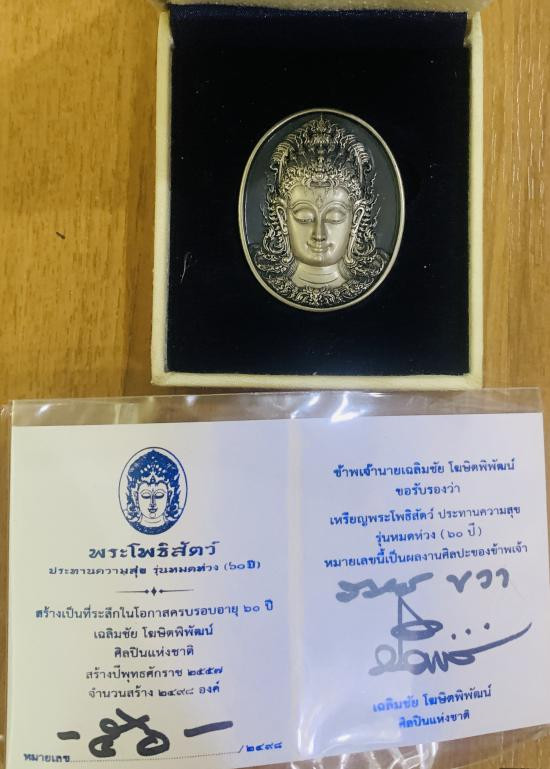 พระโพธิสัตว์
ประทานความสุข รุ่นหมดห่วง (๖๐ ปี)
สร้างเป็นที่ระลึกในโอกาสครบรอบอายุ ๖๐ ปี
เฉลิมชัย โฆษิตพิพัฒน์
ศิลปินแห่งชาติ
สร้างปีพุทธศักราช ๒๕๕๗
จำนวนสร้าง ๒๔๙๘ องค์
หมายเลข / ๒๔๙๘
ข้าพเจ้านายเฉลิมชัย โฆษิตพิพัฒน์
ขอรับรองว่า
เหรียญพระโพธิสัตว์ ประทานความสุข
รุ่นหมดห่วง (๖๐ ปี)
หมายเลขนี้เป็นผลงานศิลปะของข้าพเจ้า
เฉลิมชัย โฆษิตพิพัฒน์
ศิลปินแห่งชาติ